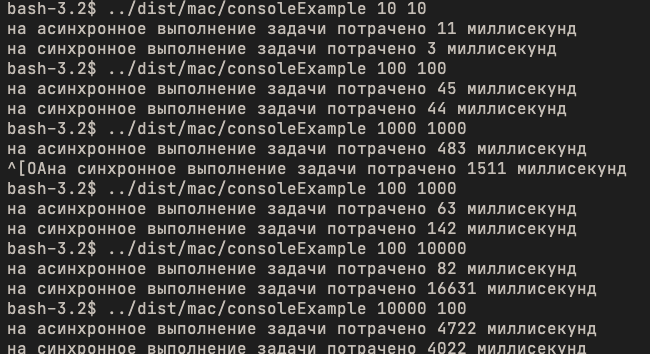 bash-3.2$ ../dist/mac/consoleExample 10 10
на асинхронное выполнение задачи потрачено 11 миллисекунд
на синхронное выполнение задачи потрачено 3 миллисекунд
bash-3.2$ ../dist/mac/consoleExample 100 100
на асинхронное выполнение задачи потрачено 45 миллисекунд
на синхронное выполнение задачи потрачено 44 миллисекунд
bash-3.2$ ../dist/mac/consoleExample 1000 1000
на асинхронное выполнение задачи потрачено 483 миллисекунд
^[OAна синхронное выполнение задачи потрачено 1511 миллисекунд
bash-3.2$ ../dist/mac/consoleExample 100 1000
на асинхронное выполнение задачи потрачено 63 миллисекунд
на синхронное выполнение задачи потрачено 142 миллисекунд
bash-3.2$ ../dist/mac/consoleExample 100 10000
на асинхронное выполнение задачи потрачено 82 миллисекунд
на синхронное выполнение задачи потрачено 16631 миллисекунд
bash-3.2$ ../dist/mac/consoleExample 10000 100
на асинхронное выполнение задачи потрачено 4722 миллисекунд
на синхронное выполнение задачи потрачено 4022 миллисекунд